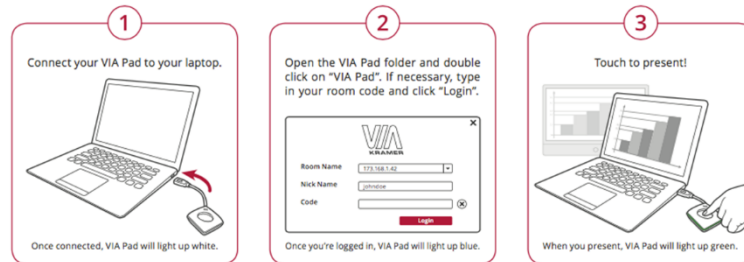 1
Connect your VIA Pad to your laptop.
Once connected, VIA Pad will light up white.
2
Open the VIA Pad folder and double
click on “VIA Pad”. If necessary, type
in your room code and click “Login”.
VIA
KRAMER
Room Name 173.168.1.42
Nick Name johndoe
Code
Login
Once you’re logged in, VIA Pad will light up blue.
3
Touch to present!
When you present, VIA Pad will light up green.